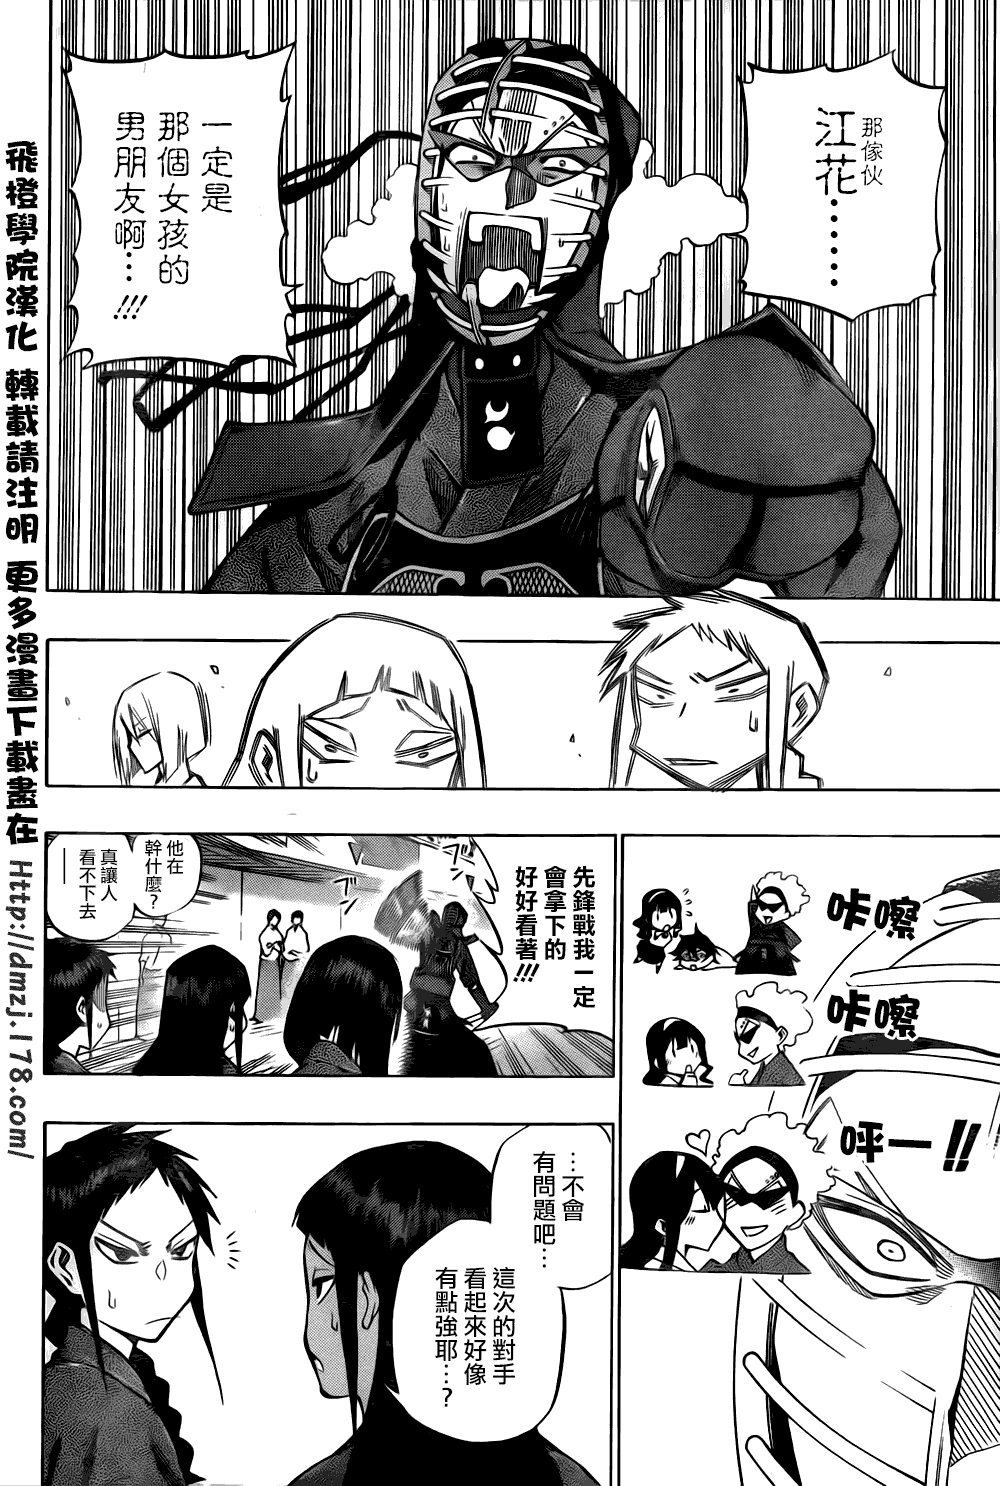 那傢伙
江花……
一定是
那個女孩的
男朋友啊…
!!!
咔嚓
咔嚓
呯一!!
先鋒戰我一定
會拿下的
好好看著!!!
他在
幹什麼?
真讓人
看不下去
——
…不會
有問題吧…
這次的對手
看起來好像
有點強耶…?
飛橙學院漢化 轉載請注明 更多漫畫下載盡在 Http://dmzj.178.com/